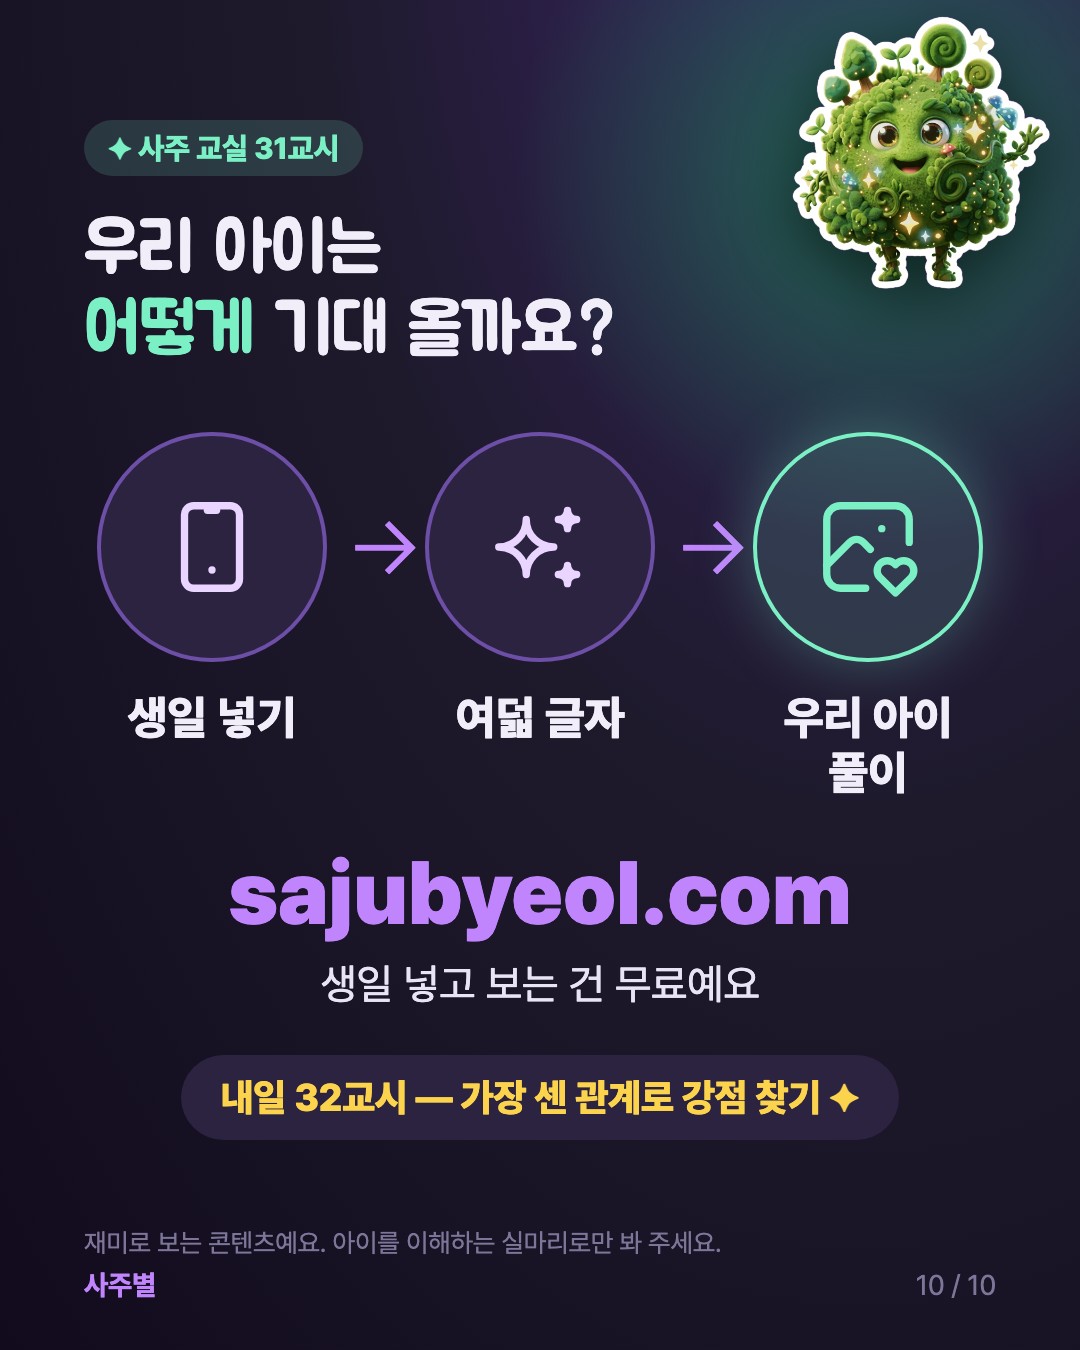 ✦ 사주 교실 31교시
우리 아이는
어떻게 기대 올까요?
생일 넣기
여덟 글자
우리 아이
풀이
sajubyeol.com
생일 넣고 보는 건 무료예요
내일 32교시 — 가장 센 관계로 강점 찾기 ✦
재미로 보는 콘텐츠예요. 아이를 이해하는 실마리로만 봐 주세요.
사주별
10 / 10